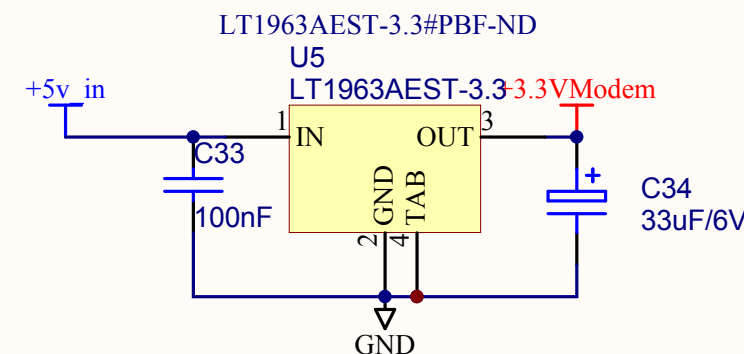 LT1963AEST-3.3#PBF-ND
U5
LT1963AEST-3.3
+5v_in
+3.3VModem
1
3
IN
OUT
C33
100nF
GND
TAB
2
4
C34
33uF/6V
+
GND